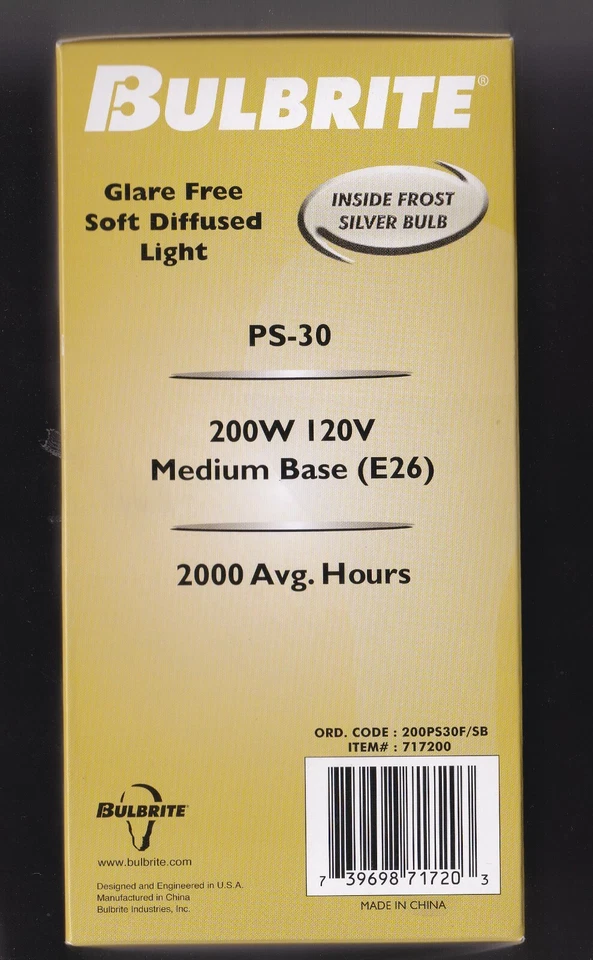 BULBRITE®
Glare Free
Soft Diffused
Light
INSIDE FROST
SILVER BULB
PS-30
200W 120V
Medium Base (E26)
2000 Avg. Hours
ORD. CODE : 200PS30F/SB
ITEM# : 717200
BULBRITE®
www.bulbrite.com
Designed and Engineered in U.S.A.
Manufactured in China
Bulbrite Industries, Inc.
7 39698 71720 3
MADE IN CHINA